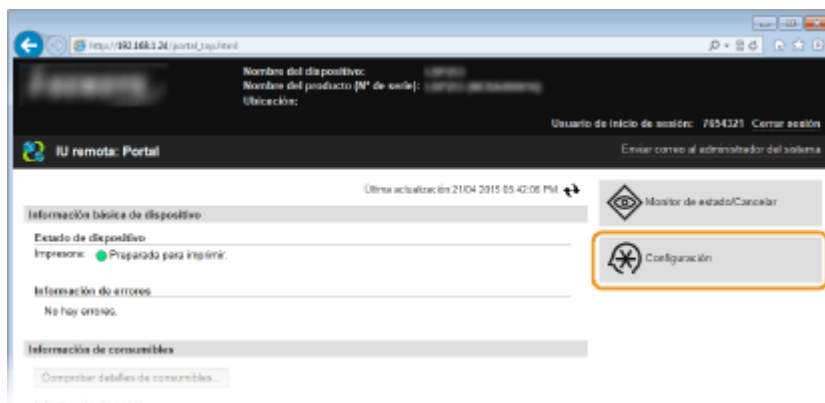 http://192.168.1.24/portal_top.html
Nombre del dispositivo:
Nombre del producto (Nº de serie):
Ubicación:
Usuario de inicio de sesión: 7654321 Cerrar sesión
IU remota: Portal
Enviar correo al administrador del sistema
Última actualización:21/04 2015 05:42:08 PM
Monitor de estado/Cancelar
Información básica de dispositivo
Estado de dispositivo
Impresora: Preparada para imprimir.
Configuración
Información de errores
No hay errores.
Información de consumibles
Comprobar detalles de consumibles...